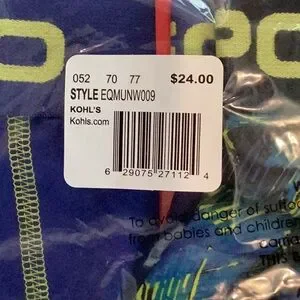 052 70 77 $24.00
STYLE EQMUNW009
KOHL'S
Kohls.com
6 29075 27112 4
To avoid danger of
from babies and children
THIS